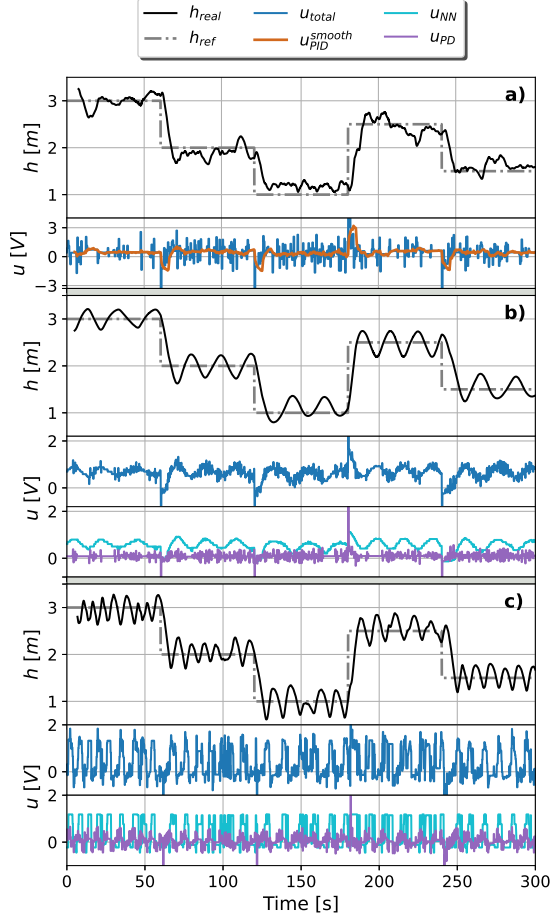 h_real u_total u_NN
h_ref u_PID^smooth u_PD
a)
3
2
1
h [m]
3
0
−3
u [V]
b)
3
2
1
h [m]
2
0
u [V]
2
0
c)
3
2
1
h [m]
2
0
u [V]
2
0
0 50 100 150 200 250 300
Time [s]